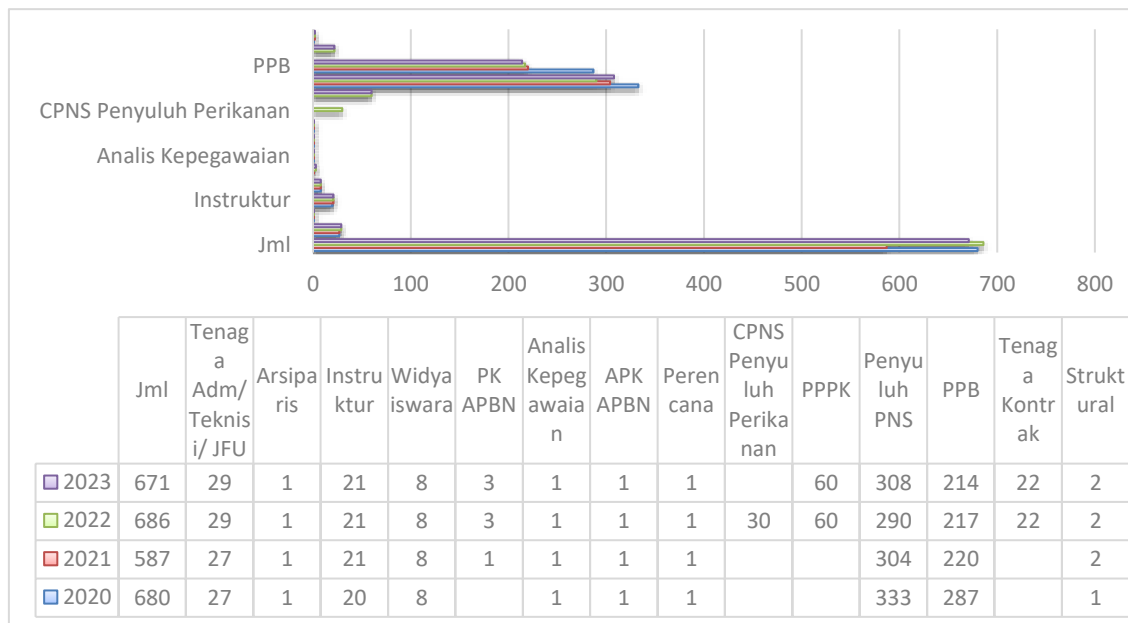 PPB
CPNS Penyuluh Perikanan
Analis Kepegawaian
Instruktur
Jml
0 100 200 300 400 500 600 700 800
Jml
Tenag
a
Adm/
Teknis
i/ JFU
Arsipa
ris
Instru
ktur
Widya
iswara
PK
APBN
Analis
Kepeg
awaia
n
APK
APBN
Peren
cana
CPNS
Penyu
luh
Perika
nan
PPPK
Penyu
luh
PNS
PPB
Tenag
a
Kontr
ak
Strukt
ural
2023 671 29 1 21 8 3 1 1 1 60 308 214 22 2
2022 686 29 1 21 8 3 1 1 1 30 60 290 217 22 2
2021 587 27 1 21 8 1 1 1 1 304 220 2
2020 680 27 1 20 8 1 1 1 333 287 1